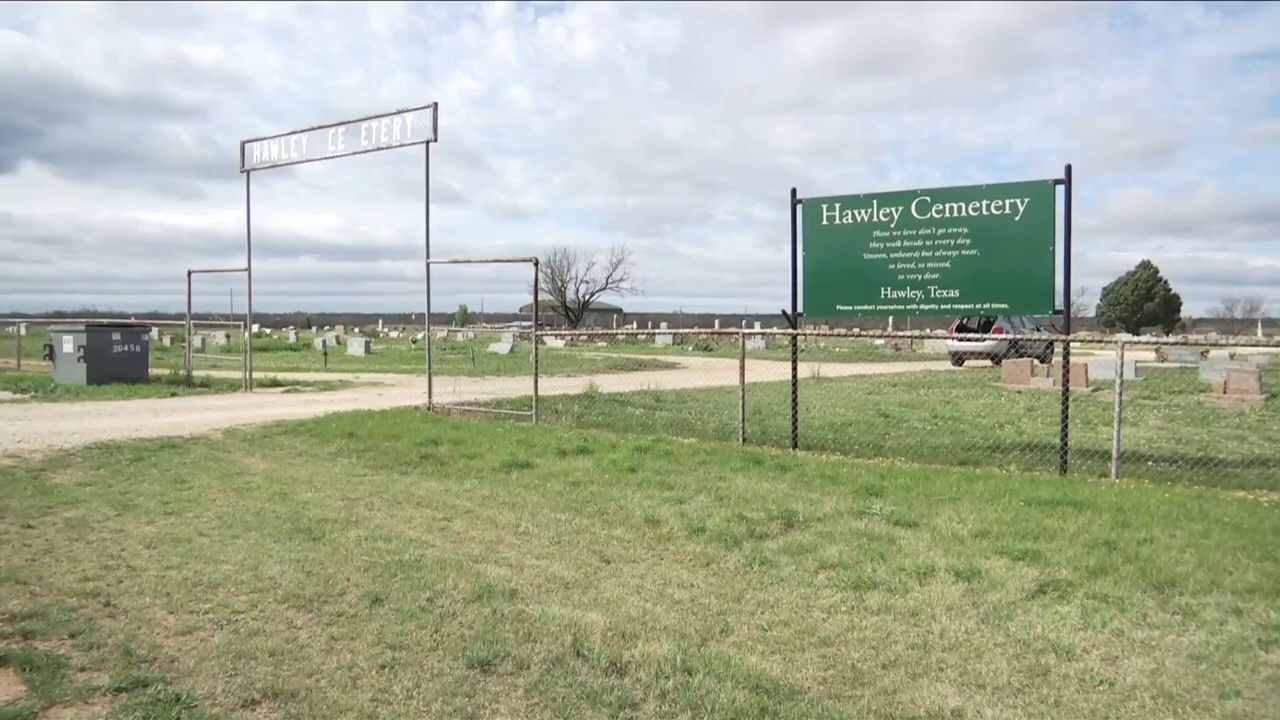 HAWLEY CE ETERY
Hawley Cemetery
Those we love don't go away,
they walk beside us every day.
Unseen, unheard, but always near,
so loved, so missed,
so very dear.
Hawley, Texas
Please conduct yourselves with dignity and respect at all times.
20458